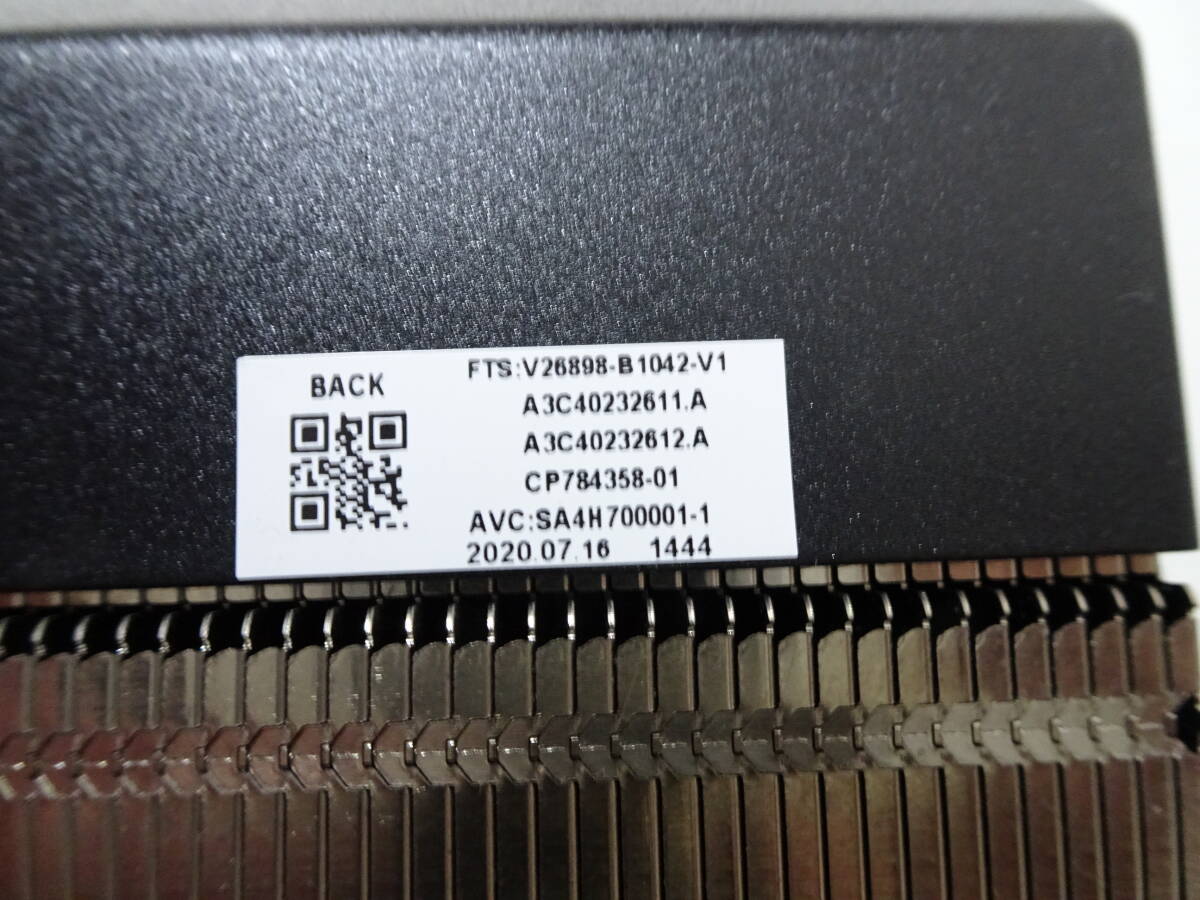 BACK
FTS:V26898-B1042-V1
A3C40232611.A
A3C40232612.A
CP784358-01
AVC:SA4H700001-1
2020.07.16 1444